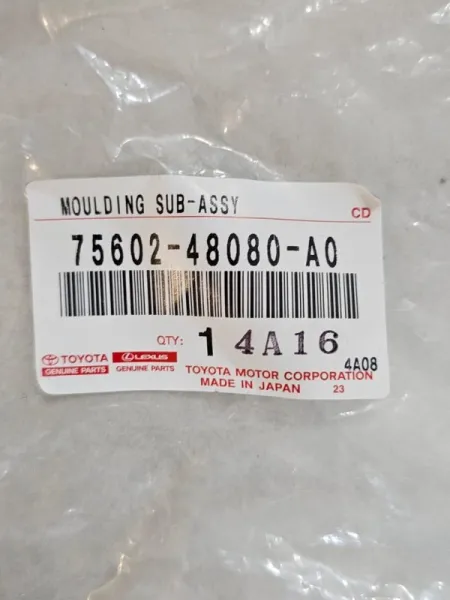 MOULDING SUB-ASSY
CD
75602-48080-A0
QTY: 1 4A16
4A08
TOYOTA
GENUINE PARTS
LEXUS
GENUINE PARTS
TOYOTA MOTOR CORPORATION
MADE IN JAPAN 23